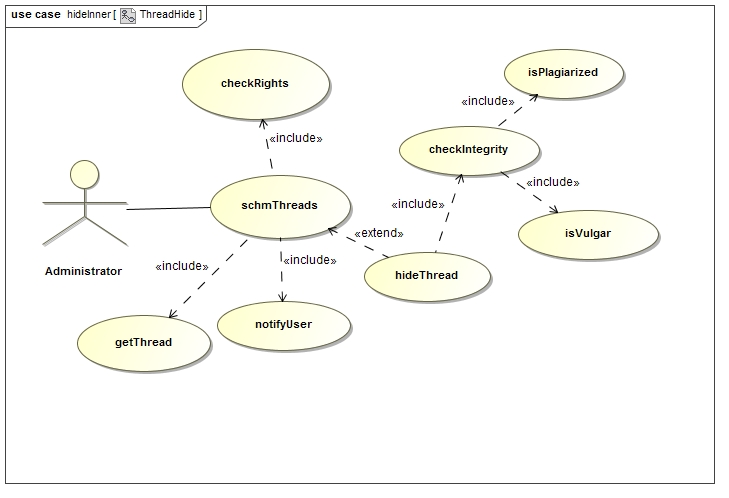 use case hideInner [ ThreadHide ]
checkRights
isPlagiarized
«include»
«include»
checkIntegrity
«include»
«include»
schmThreads
«extend»
isVulgar
Administrator
«include»
«include»
hideThread
notifyUser
getThread